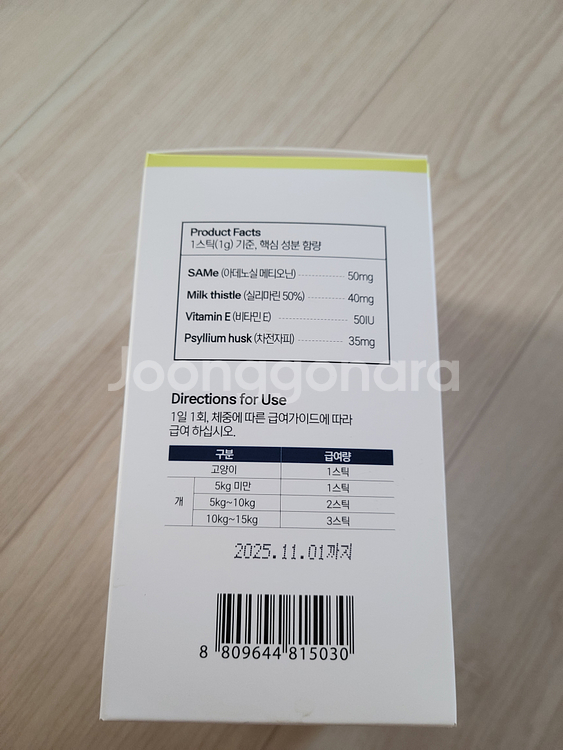 Product Facts
1스틱(1g) 기준, 핵심 성분 함량
SAMe (아데노실 메티오닌) 50mg
Milk thistle (실리마린 50%) 40mg
Vitamin E (비타민 E) 50IU
Psyllium husk (차전자피) 35mg
Joonggonara
Directions for Use
1일 1회, 체중에 따른 급여가이드에 따라
급여 하십시오.
구분 급여량
고양이 1스틱
개 5kg 미만 1스틱
5kg~10kg 2스틱
10kg~15kg 3스틱
2025.11.01까지
8 809644 815030